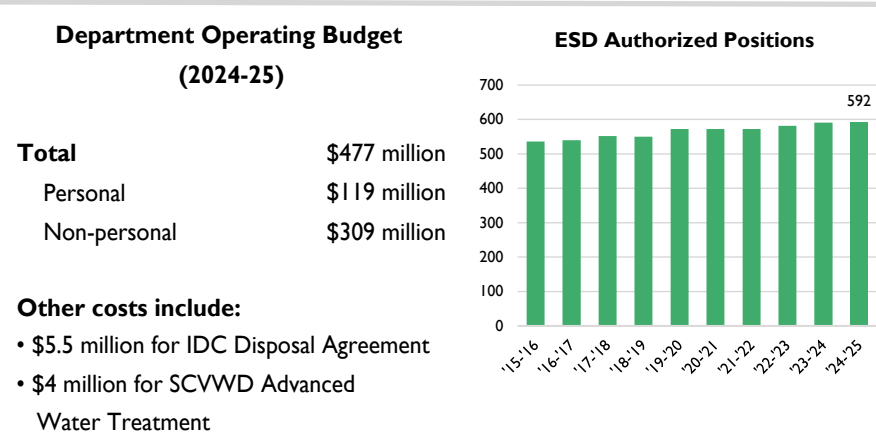 Department Operating Budget
(2024-25)
Total $477 million
Personal $119 million
Non-personal $309 million
Other costs include:
• $5.5 million for IDC Disposal Agreement
• $4 million for SCVWD Advanced
Water Treatment
ESD Authorized Positions
700
600
500
400
300
200
100
0
592
'15-'16
'16-'17
'17-'18
'18-'19
'19-'20
'20-'21
'21-'22
'22-'23
'23-'24
'24-'25